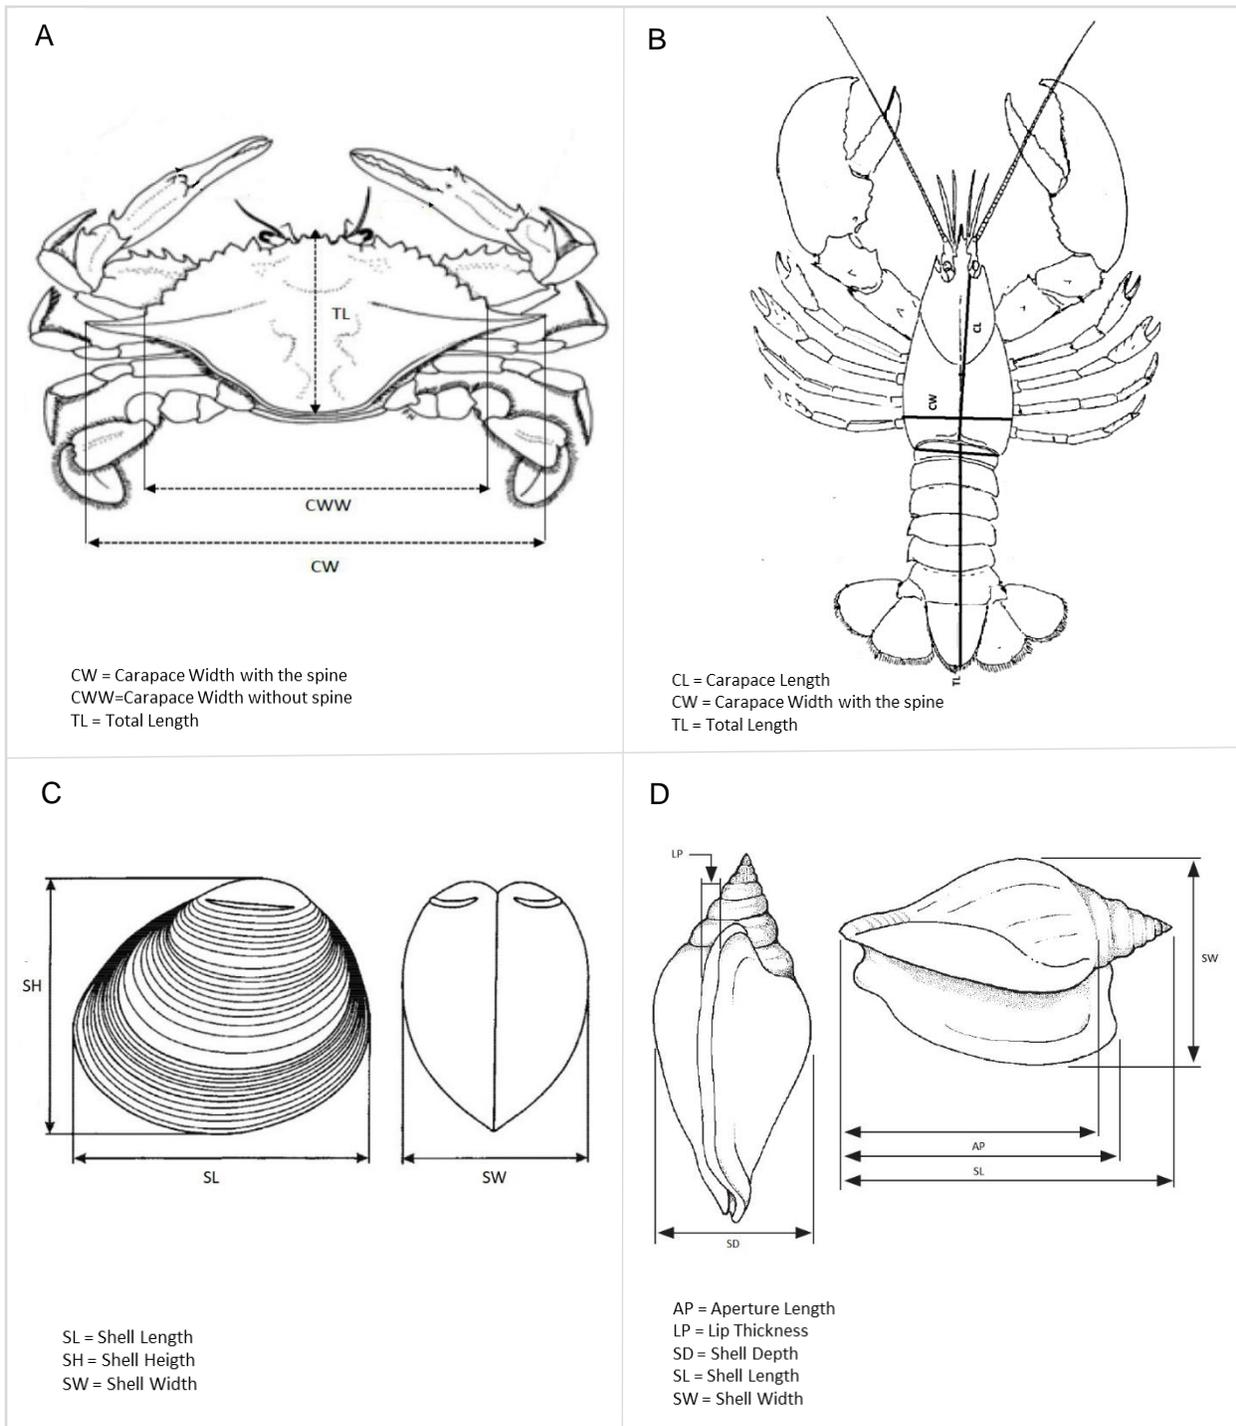 A
TL
CWW
CW
CW = Carapace Width with the spine
CWW=Carapace Width without spine
TL = Total Length
B
CL
CW
TL
CL = Carapace Length
CW = Carapace Width with the spine
TL = Total Length
C
SH
SL
SW
SL = Shell Length
SH = Shell Heigth
SW = Shell Width
D
LP
SW
AP
SL
SD
AP = Aperture Length
LP = Lip Thickness
SD = Shell Depth
SL = Shell Length
SW = Shell Width